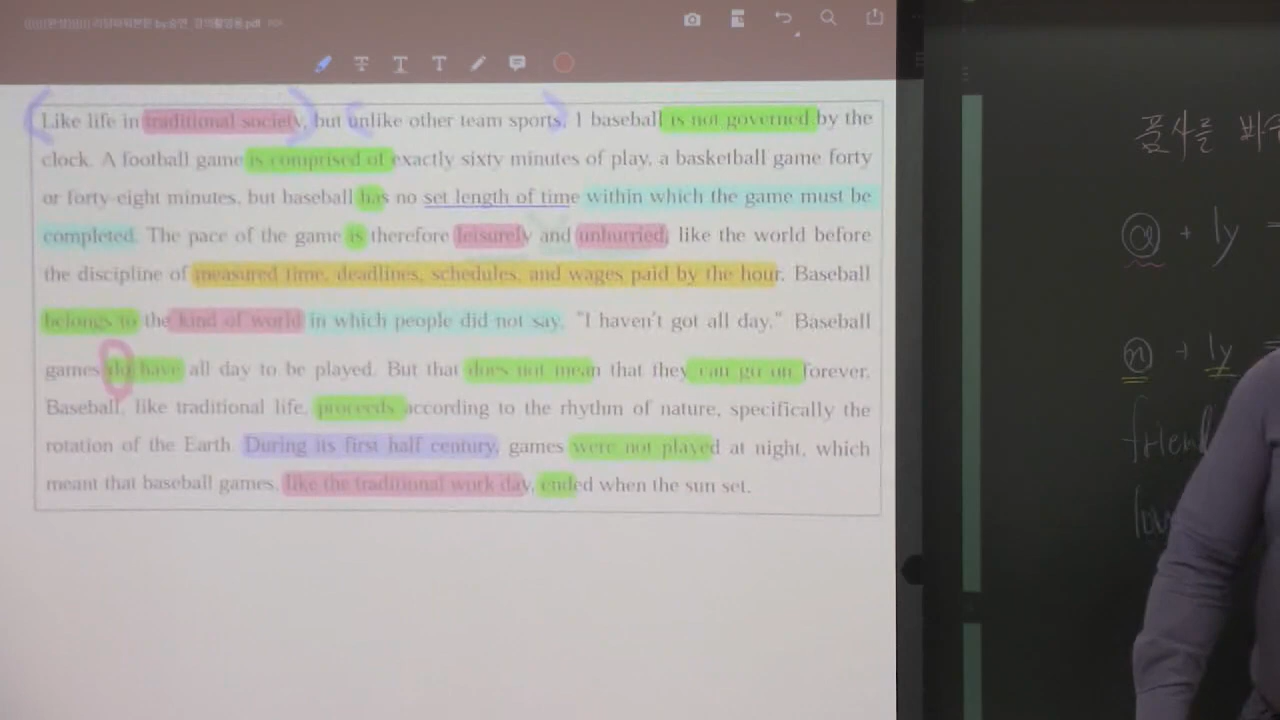 Like life in traditional society, but unlike other team sports, 1 baseball is not governed by the
clock. A football game is comprised of exactly sixty minutes of play, a basketball game forty
or forty-eight minutes, but baseball has no set length of time within which the game must be
completed. The pace of the game is therefore leisurely and unhurried, like the world before
the discipline of measured time, deadlines, schedules, and wages paid by the hour. Baseball
belongs to the kind of world in which people did not say, "I haven't got all day." Baseball
games do have all day to be played. But that does not mean that they can go on forever.
Baseball, like traditional life, proceeds according to the rhythm of nature, specifically the
rotation of the Earth. During its first half century, games were not played at night, which
meant that baseball games, like the traditional work day, ended when the sun set.
품사를 바
ⓐ + ly =
ⓝ + ly =
friend